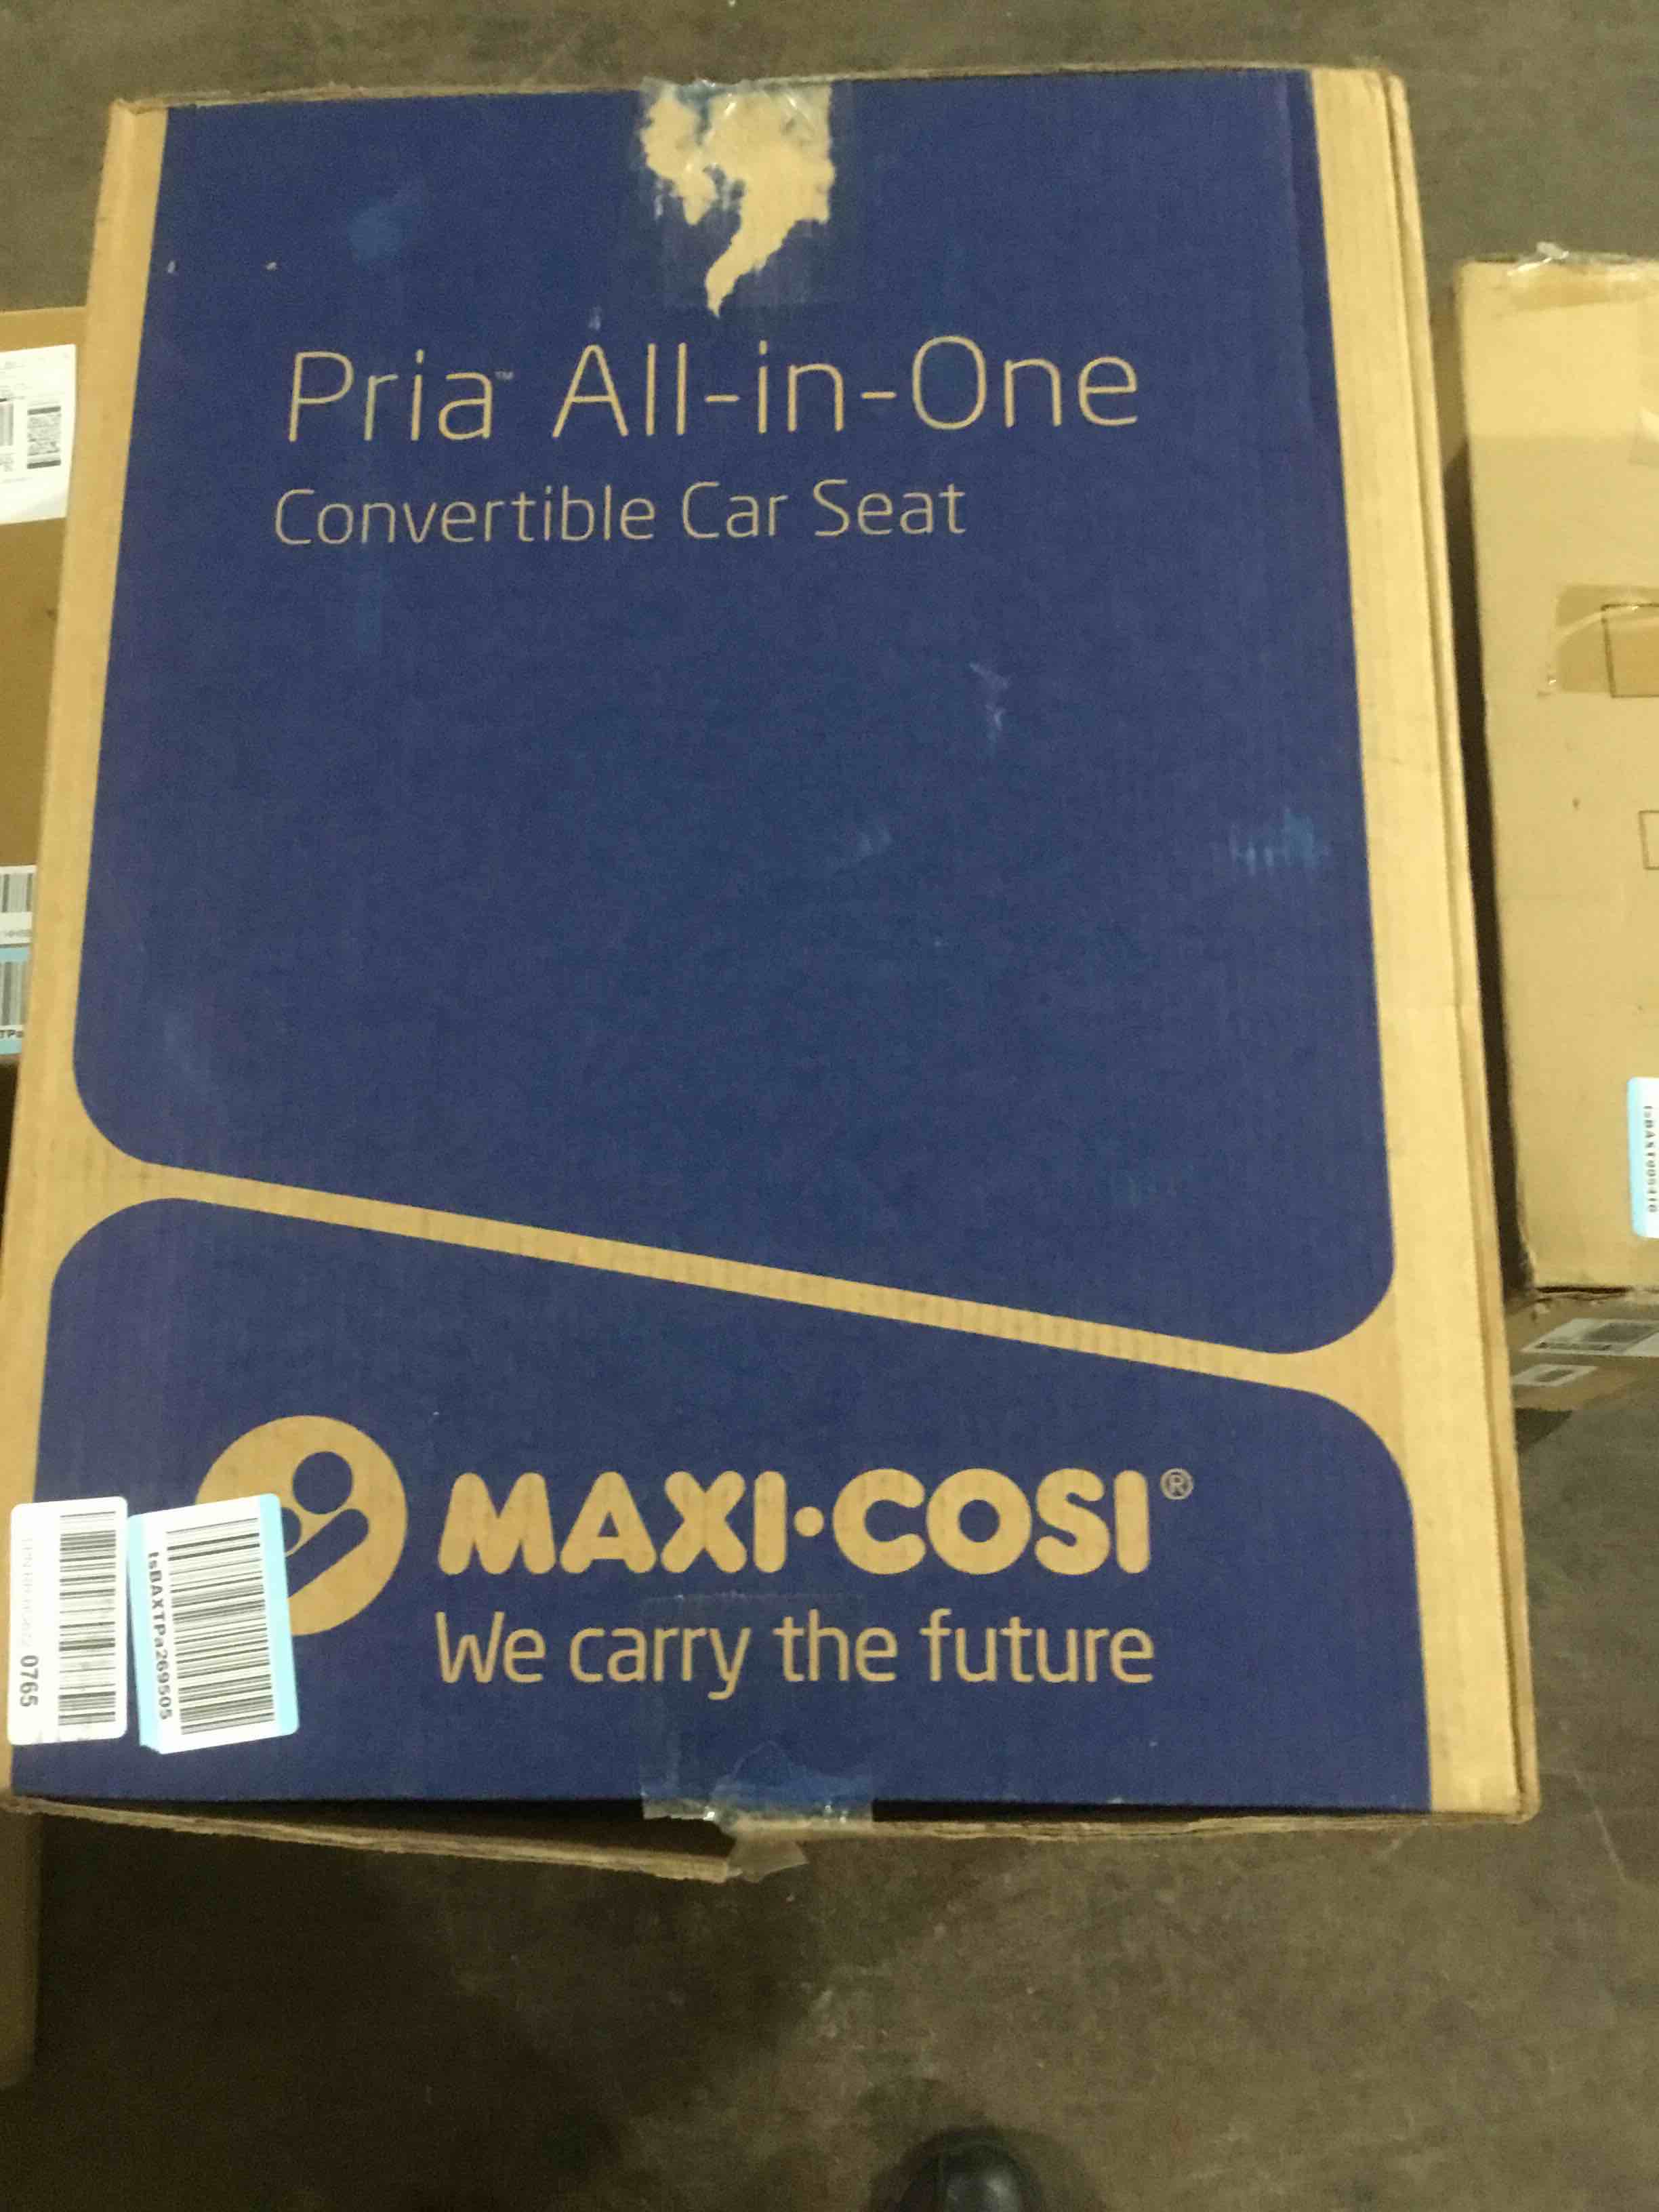 Pria™ All-in-One
Convertible Car Seat
MAXI·COSI®
We carry the future
0765
tsBAXTPa269505